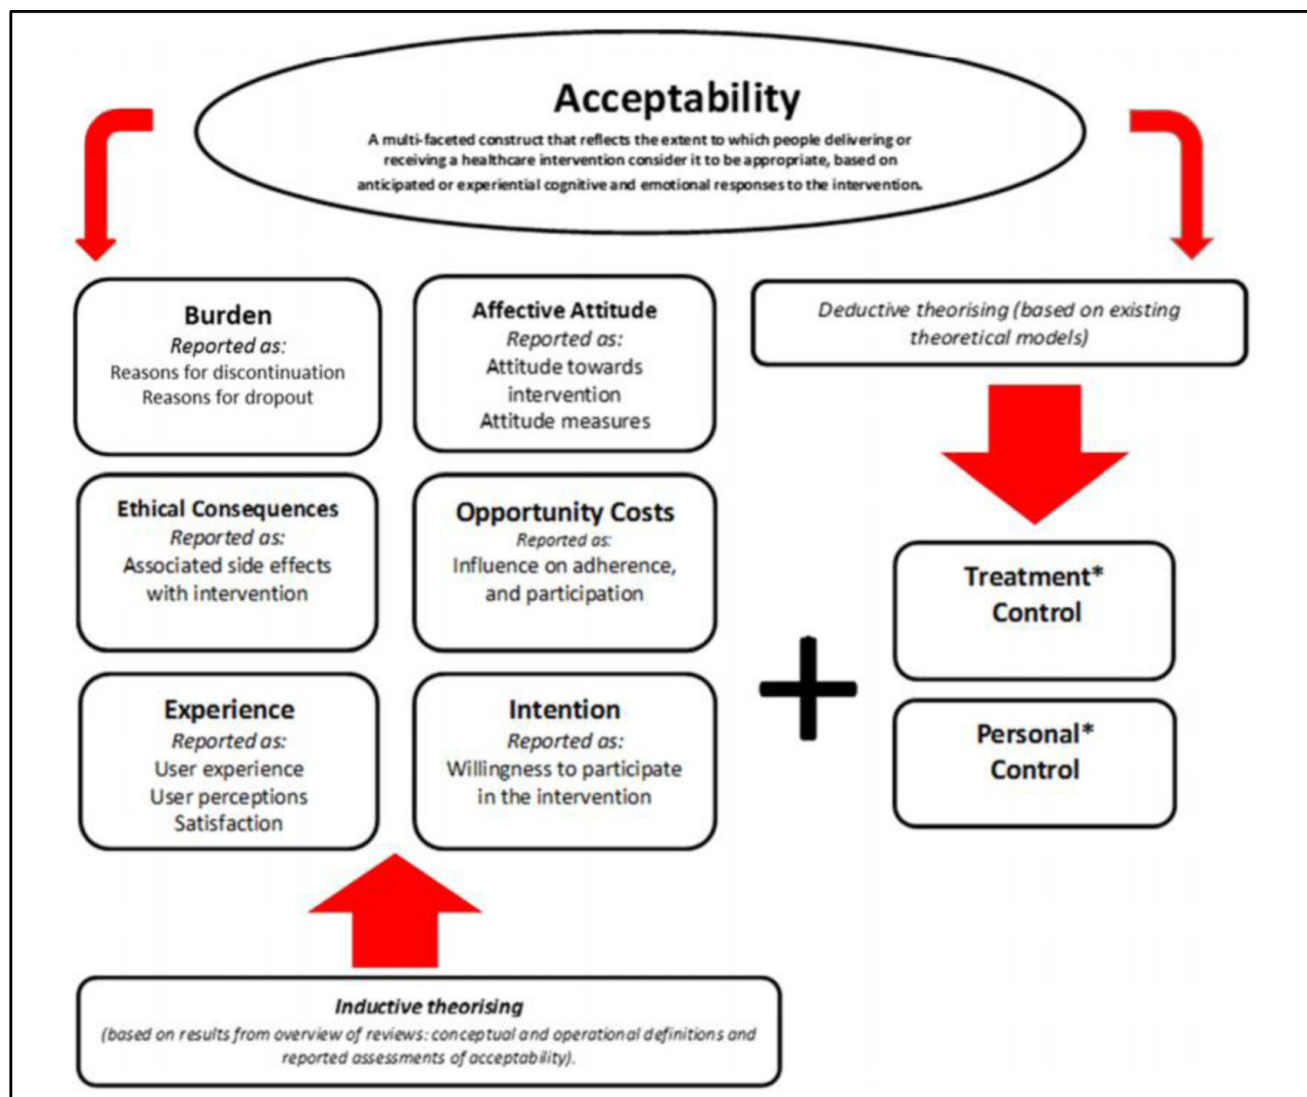 Acceptability
A multi-faceted construct that reflects the extent to which people delivering or
receiving a healthcare intervention consider it to be appropriate, based on
anticipated or experiential cognitive and emotional responses to the intervention.
Burden
Reported as:
Reasons for discontinuation
Reasons for dropout
Affective Attitude
Reported as:
Attitude towards
intervention
Attitude measures
Deductive theorising (based on existing
theoretical models)
Ethical Consequences
Reported as:
Associated side effects
with intervention
Opportunity Costs
Reported as:
Influence on adherence,
and participation
Treatment*
Control
Experience
Reported as:
User experience
User perceptions
Satisfaction
Intention
Reported as:
Willingness to participate
in the intervention
+
Personal*
Control
Inductive theorising
(based on results from overview of reviews: conceptual and operational definitions and
reported assessments of acceptability).